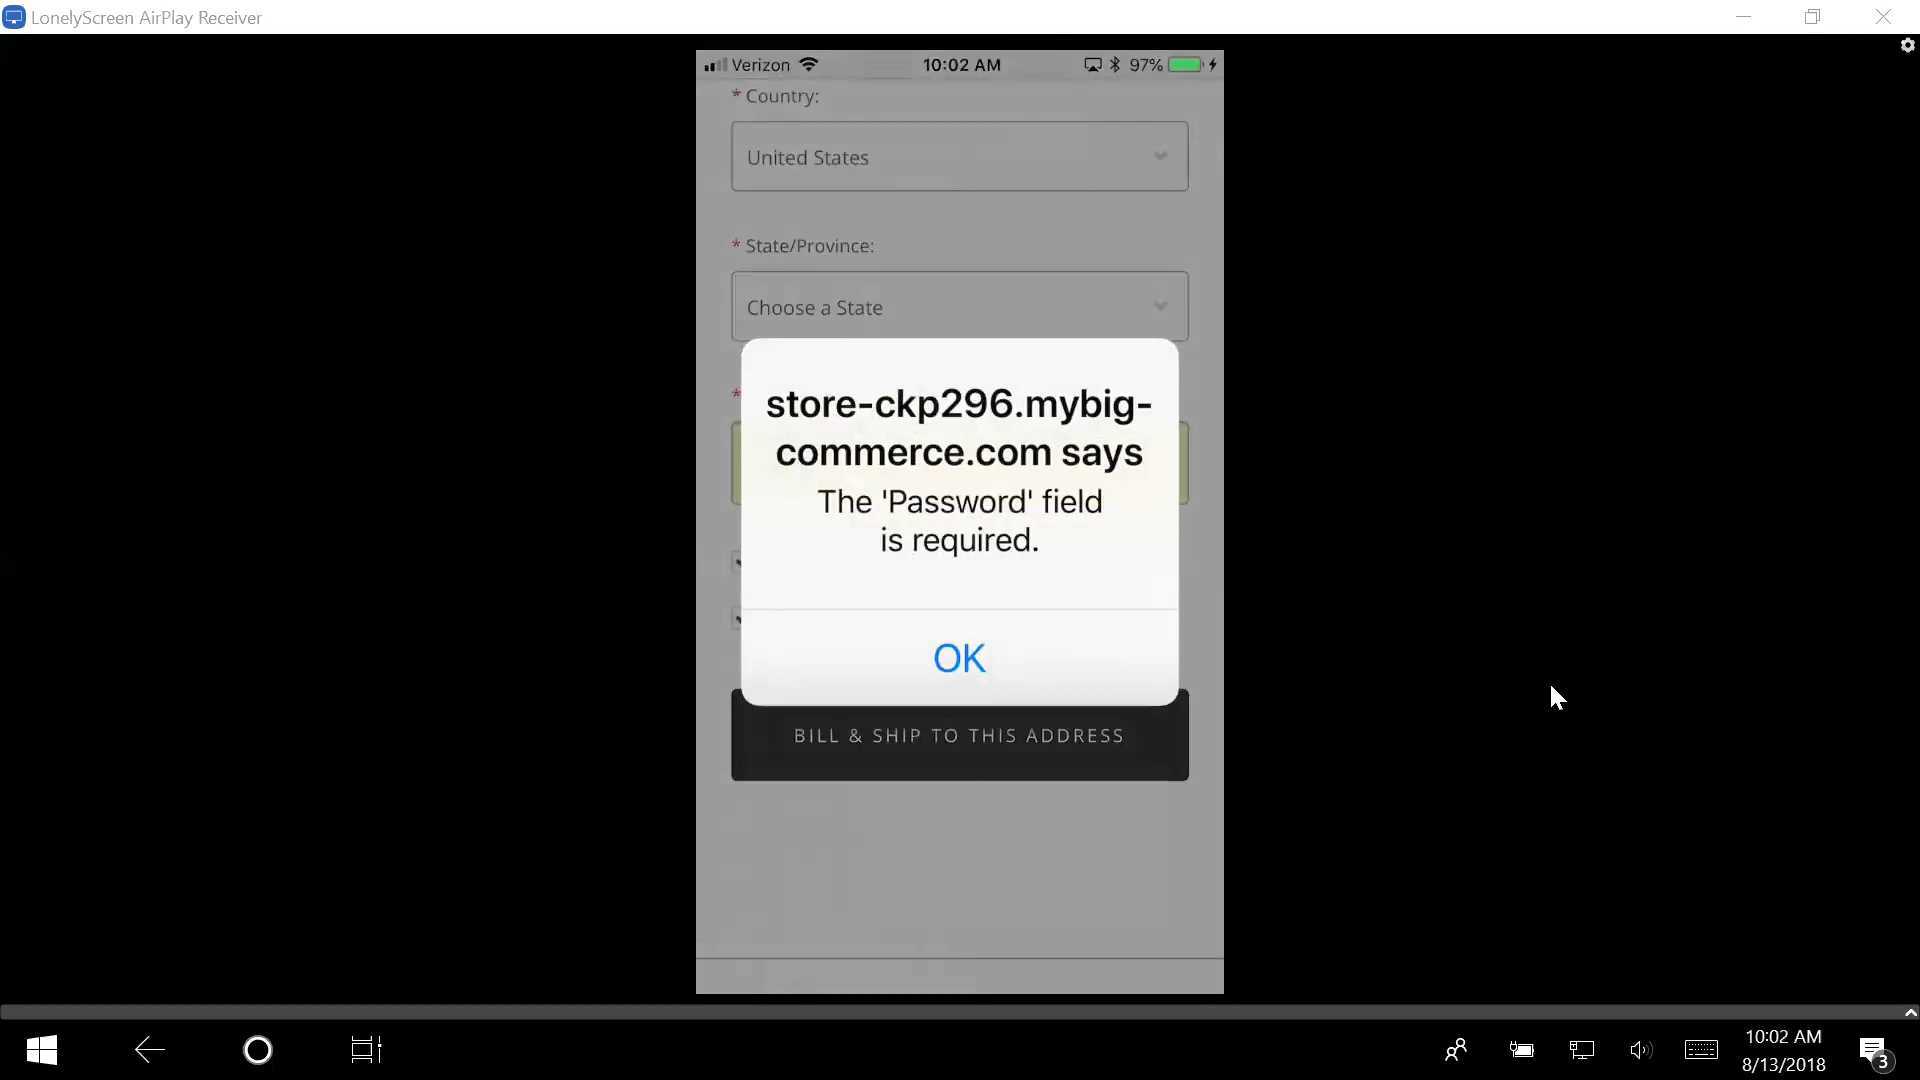 LonelyScreen AirPlay Receiver
Verizon 10:02 AM 97%
* Country:
United States
* State/Province:
Choose a State
*
store-ckp296.mybig-
commerce.com says
The 'Password' field
is required.
OK
BILL & SHIP TO THIS ADDRESS
10:02 AM
8/13/2018
3